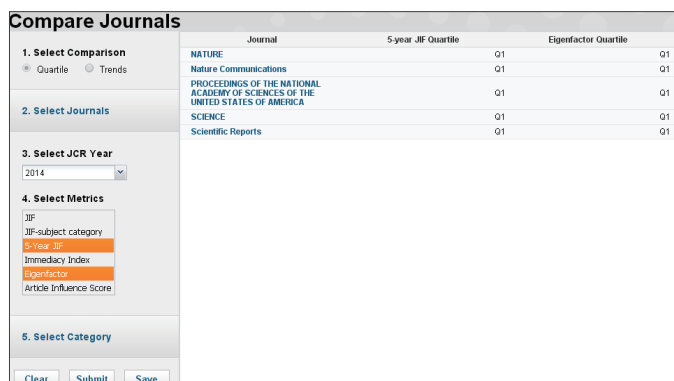 Compare Journals
1. Select Comparison
Quartile Trends
2. Select Journals
3. Select JCR Year
2014
4. Select Metrics
JIF
JIF-subject category
5-Year JIF
Immediacy Index
Eigenfactor
Article Influence Score
5. Select Category
Clear Submit Save
Journal 5-year JIF Quartile Eigenfactor Quartile
NATURE Q1 Q1
Nature Communications Q1 Q1
PROCEEDINGS OF THE NATIONAL
ACADEMY OF SCIENCES OF THE Q1 Q1
UNITED STATES OF AMERICA
SCIENCE Q1 Q1
Scientific Reports Q1 Q1